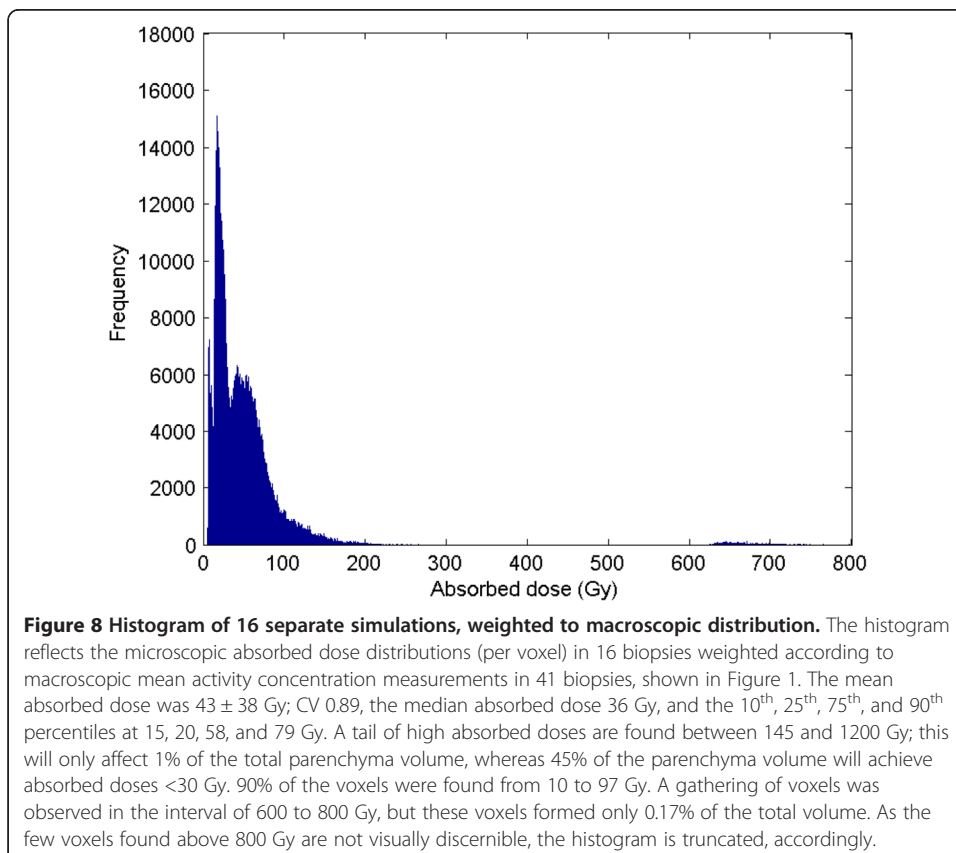 18000
16000
14000
12000
10000
8000
6000
4000
2000
0
Frequency
0 100 200 300 400 500 600 700 800
Absorbed dose (Gy)
Figure 8 Histogram of 16 separate simulations, weighted to macroscopic distribution. The histogram
reflects the microscopic absorbed dose distributions (per voxel) in 16 biopsies weighted according to
macroscopic mean activity concentration measurements in 41 biopsies, shown in Figure 1. The mean
absorbed dose was 43 ± 38 Gy; CV 0.89, the median absorbed dose 36 Gy, and the 10th, 25th, 75th, and 90th
percentiles at 15, 20, 58, and 79 Gy. A tail of high absorbed doses are found between 145 and 1200 Gy; this
will only affect 1% of the total parenchyma volume, whereas 45% of the parenchyma volume will achieve
absorbed doses <30 Gy. 90% of the voxels were found from 10 to 97 Gy. A gathering of voxels was
observed in the interval of 600 to 800 Gy, but these voxels formed only 0.17% of the total volume. As the
few voxels found above 800 Gy are not visually discernible, the histogram is truncated, accordingly.